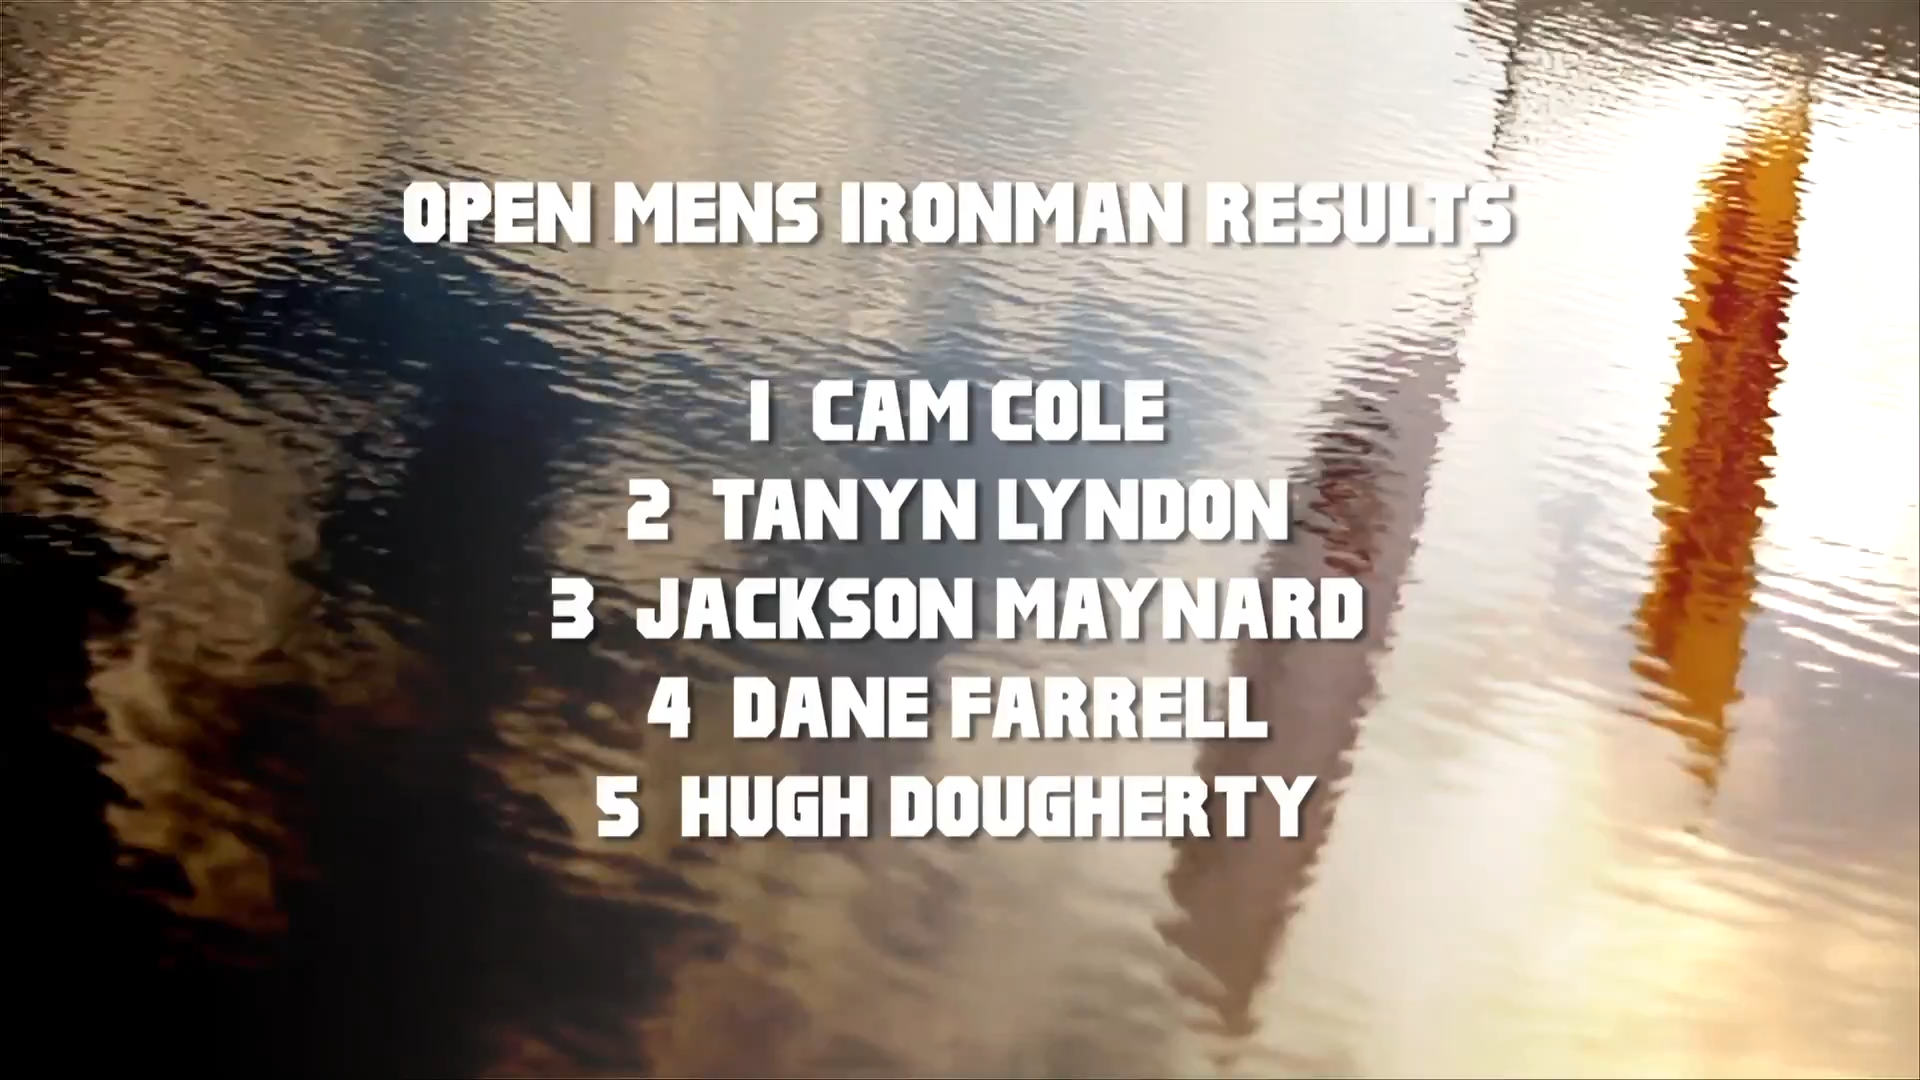 OPEN MENS IRONMAN RESULTS
1 CAM COLE
2 TANYN LYNDON
3 JACKSON MAYNARD
4 DANE FARRELL
5 HUGH DOUGHERTY